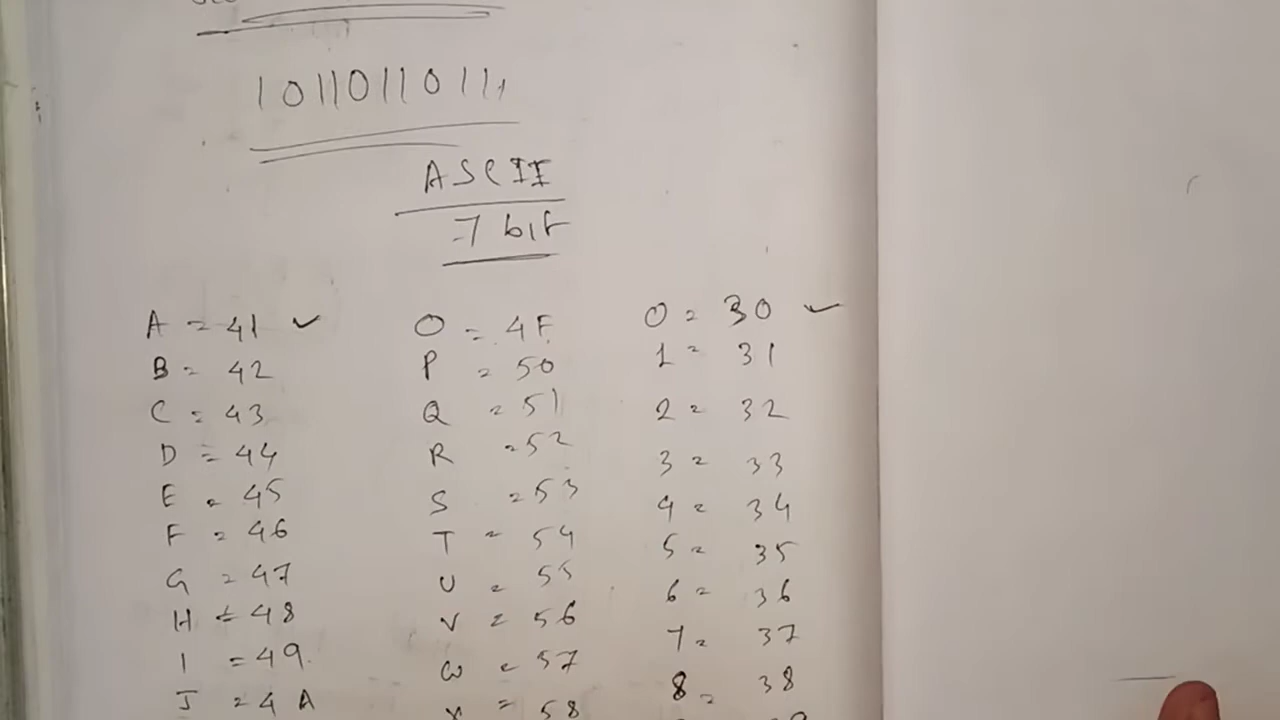 10110110111
ASCII
7 bit
A = 41 ✓
B = 42
C = 43
D = 44
E = 45
F = 46
G = 47
H = 48
I = 49
J = 4A
O = 4F
P = 50
Q = 51
R = 52
S = 53
T = 54
U = 55
V = 56
W = 57
X = 58
0 = 30 ✓
1 = 31
2 = 32
3 = 33
4 = 34
5 = 35
6 = 36
7 = 37
8 = 38